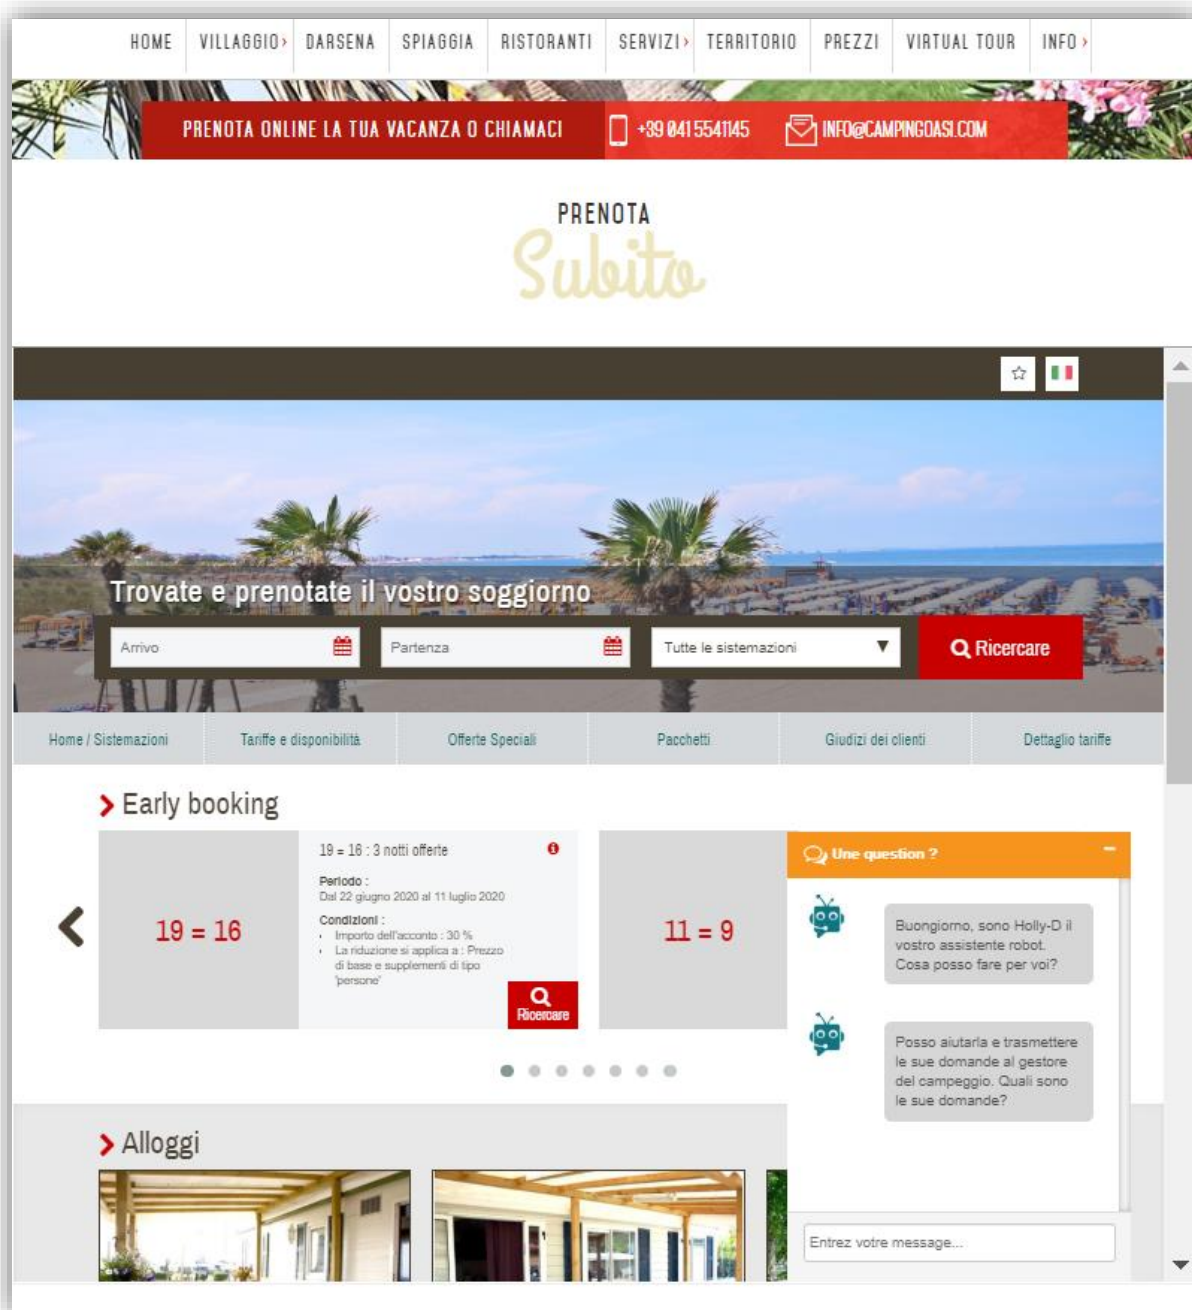 HOME VILLAGGIO› DARSENA SPIAGGIA RISTORANTI SERVIZI› TERRITORIO PREZZI VIRTUAL TOUR INFO›
PRENOTA ONLINE LA TUA VACANZA O CHIAMACI +39 041 5541145 INFO@CAMPINGOASI.COM
PRENOTA
Subito
Trovate e prenotate il vostro soggiorno
Arrivo Partenza Tutte le sistemazioni Ricercare
Home / Sistemazioni Tariffe e disponibilità Offerte Speciali Pacchetti Giudizi dei clienti Dettaglio tariffe
Early booking
19 = 16
19 = 16 : 3 notti offerte
Periodo :
Dal 22 giugno 2020 al 11 luglio 2020
Condizioni :
• Importo dell'acconto : 30 %
• La riduzione si applica a : Prezzo
di base e supplementi di tipo
'persone'
Ricercare
11 = 9
Une question ?
Buongiorno, sono Holly-D il
vostro assistente robot.
Cosa posso fare per voi?
Posso aiutarla e trasmettere
le sue domande al gestore
del campeggio. Quali sono
le sue domande?
Entrez votre message...
Alloggi